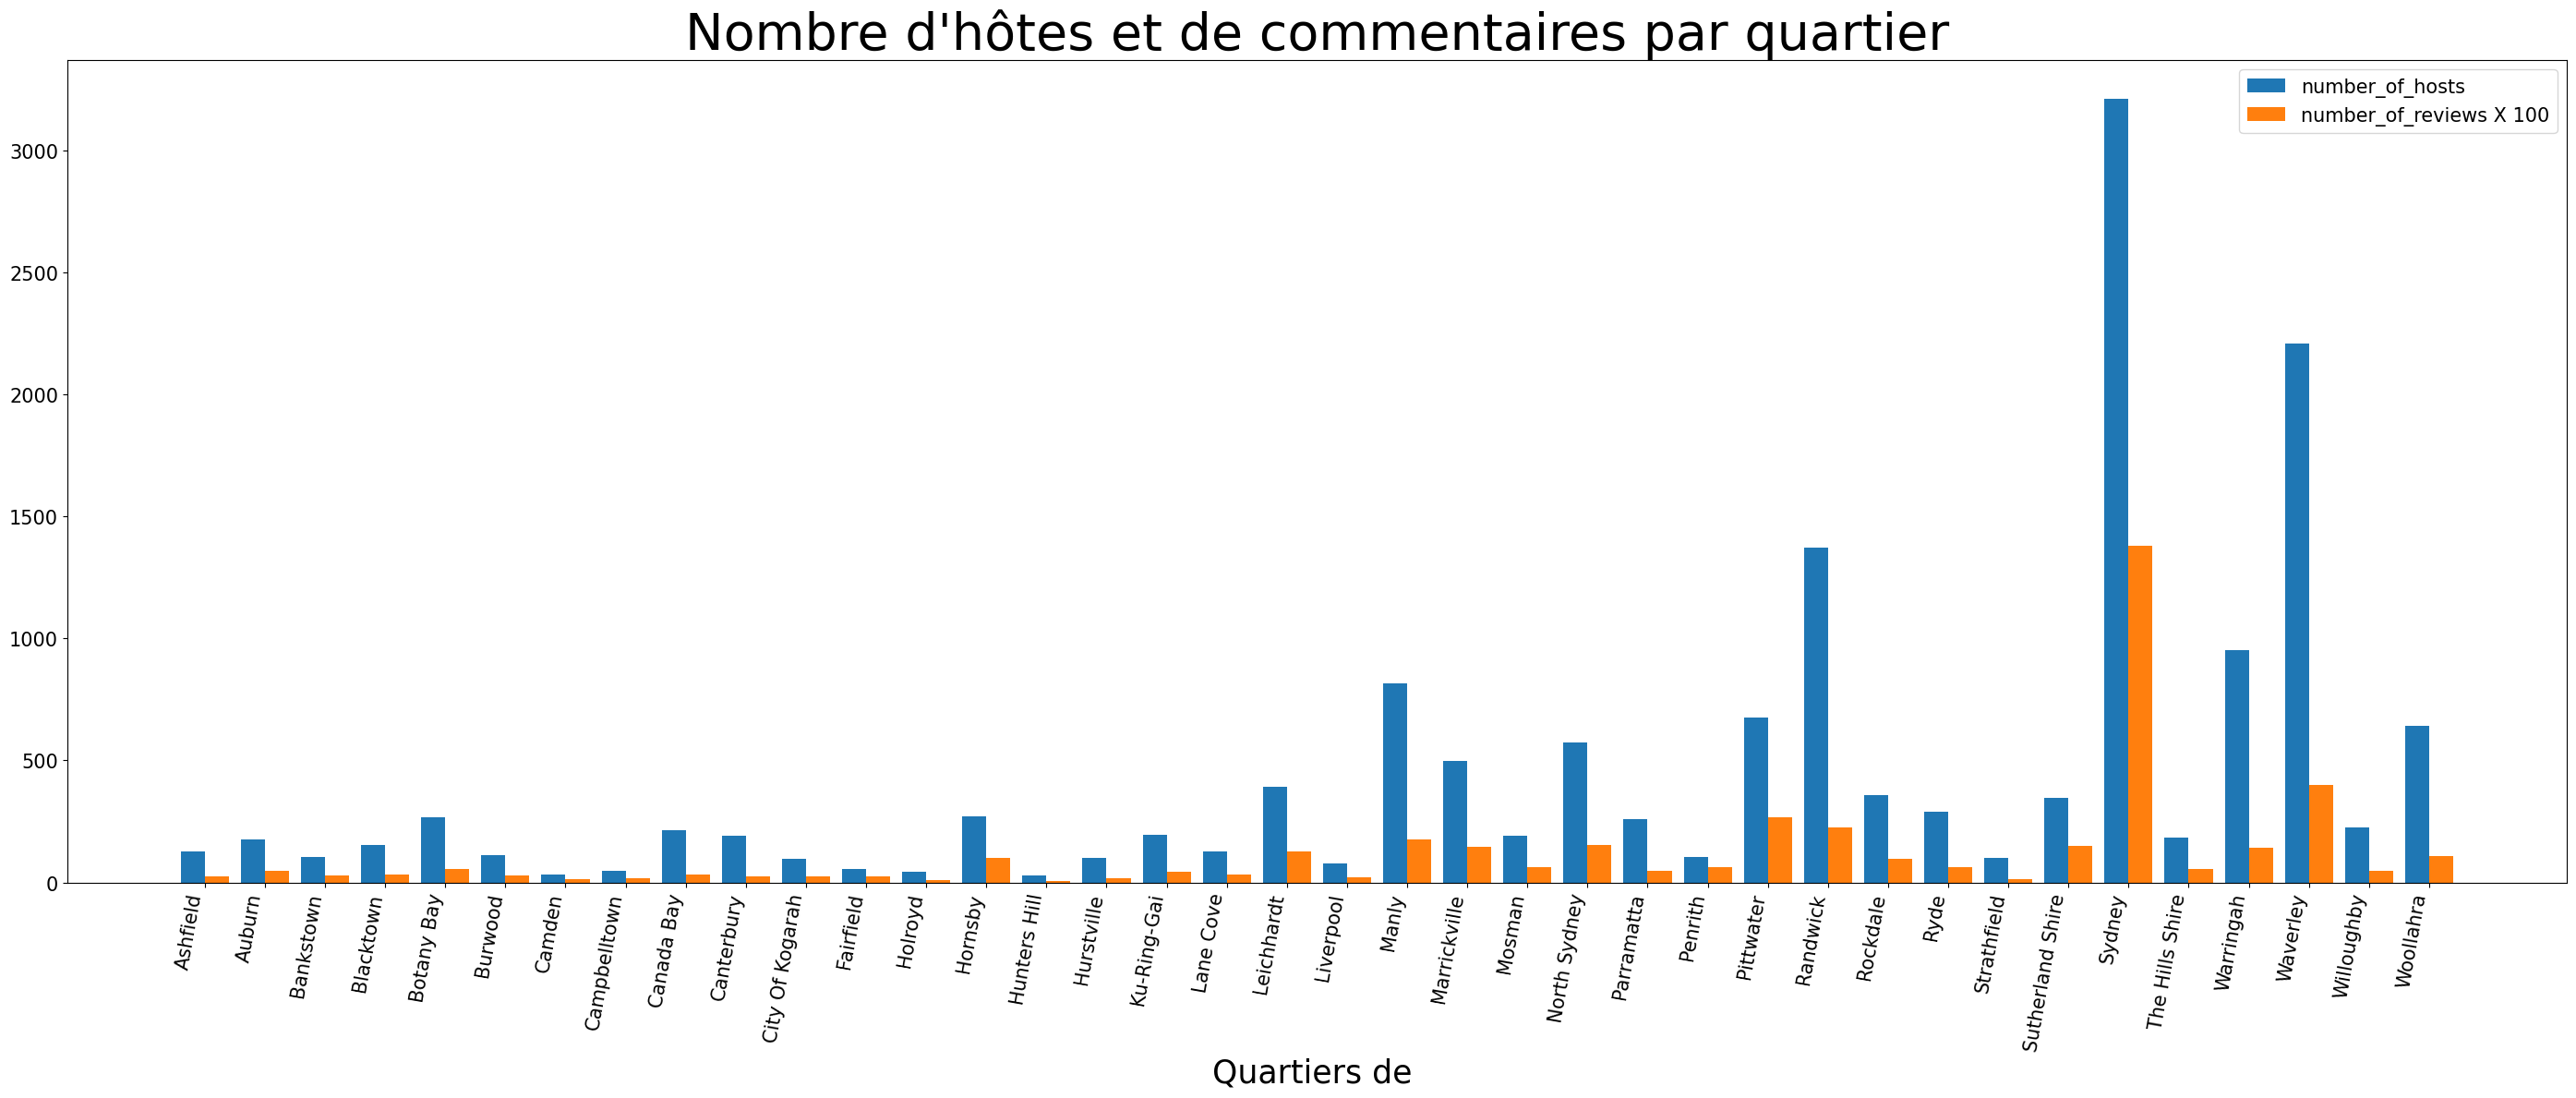 Nombre d'hôtes et de commentaires par quartier
number_of_hosts
number_of_reviews X 100
3000
2500
2000
1500
1000
500
0
Ashfield
Auburn
Bankstown
Blacktown
Botany Bay
Burwood
Camden
Campbelltown
Canada Bay
Canterbury
City Of Kogarah
Fairfield
Holroyd
Hornsby
Hunters Hill
Hurstville
Ku-Ring-Gai
Lane Cove
Leichhardt
Liverpool
Manly
Marrickville
Mosman
North Sydney
Parramatta
Penrith
Pittwater
Randwick
Rockdale
Ryde
Strathfield
Sutherland Shire
Sydney
The Hills Shire
Warringah
Waverley
Willoughby
Woollahra
Quartiers de